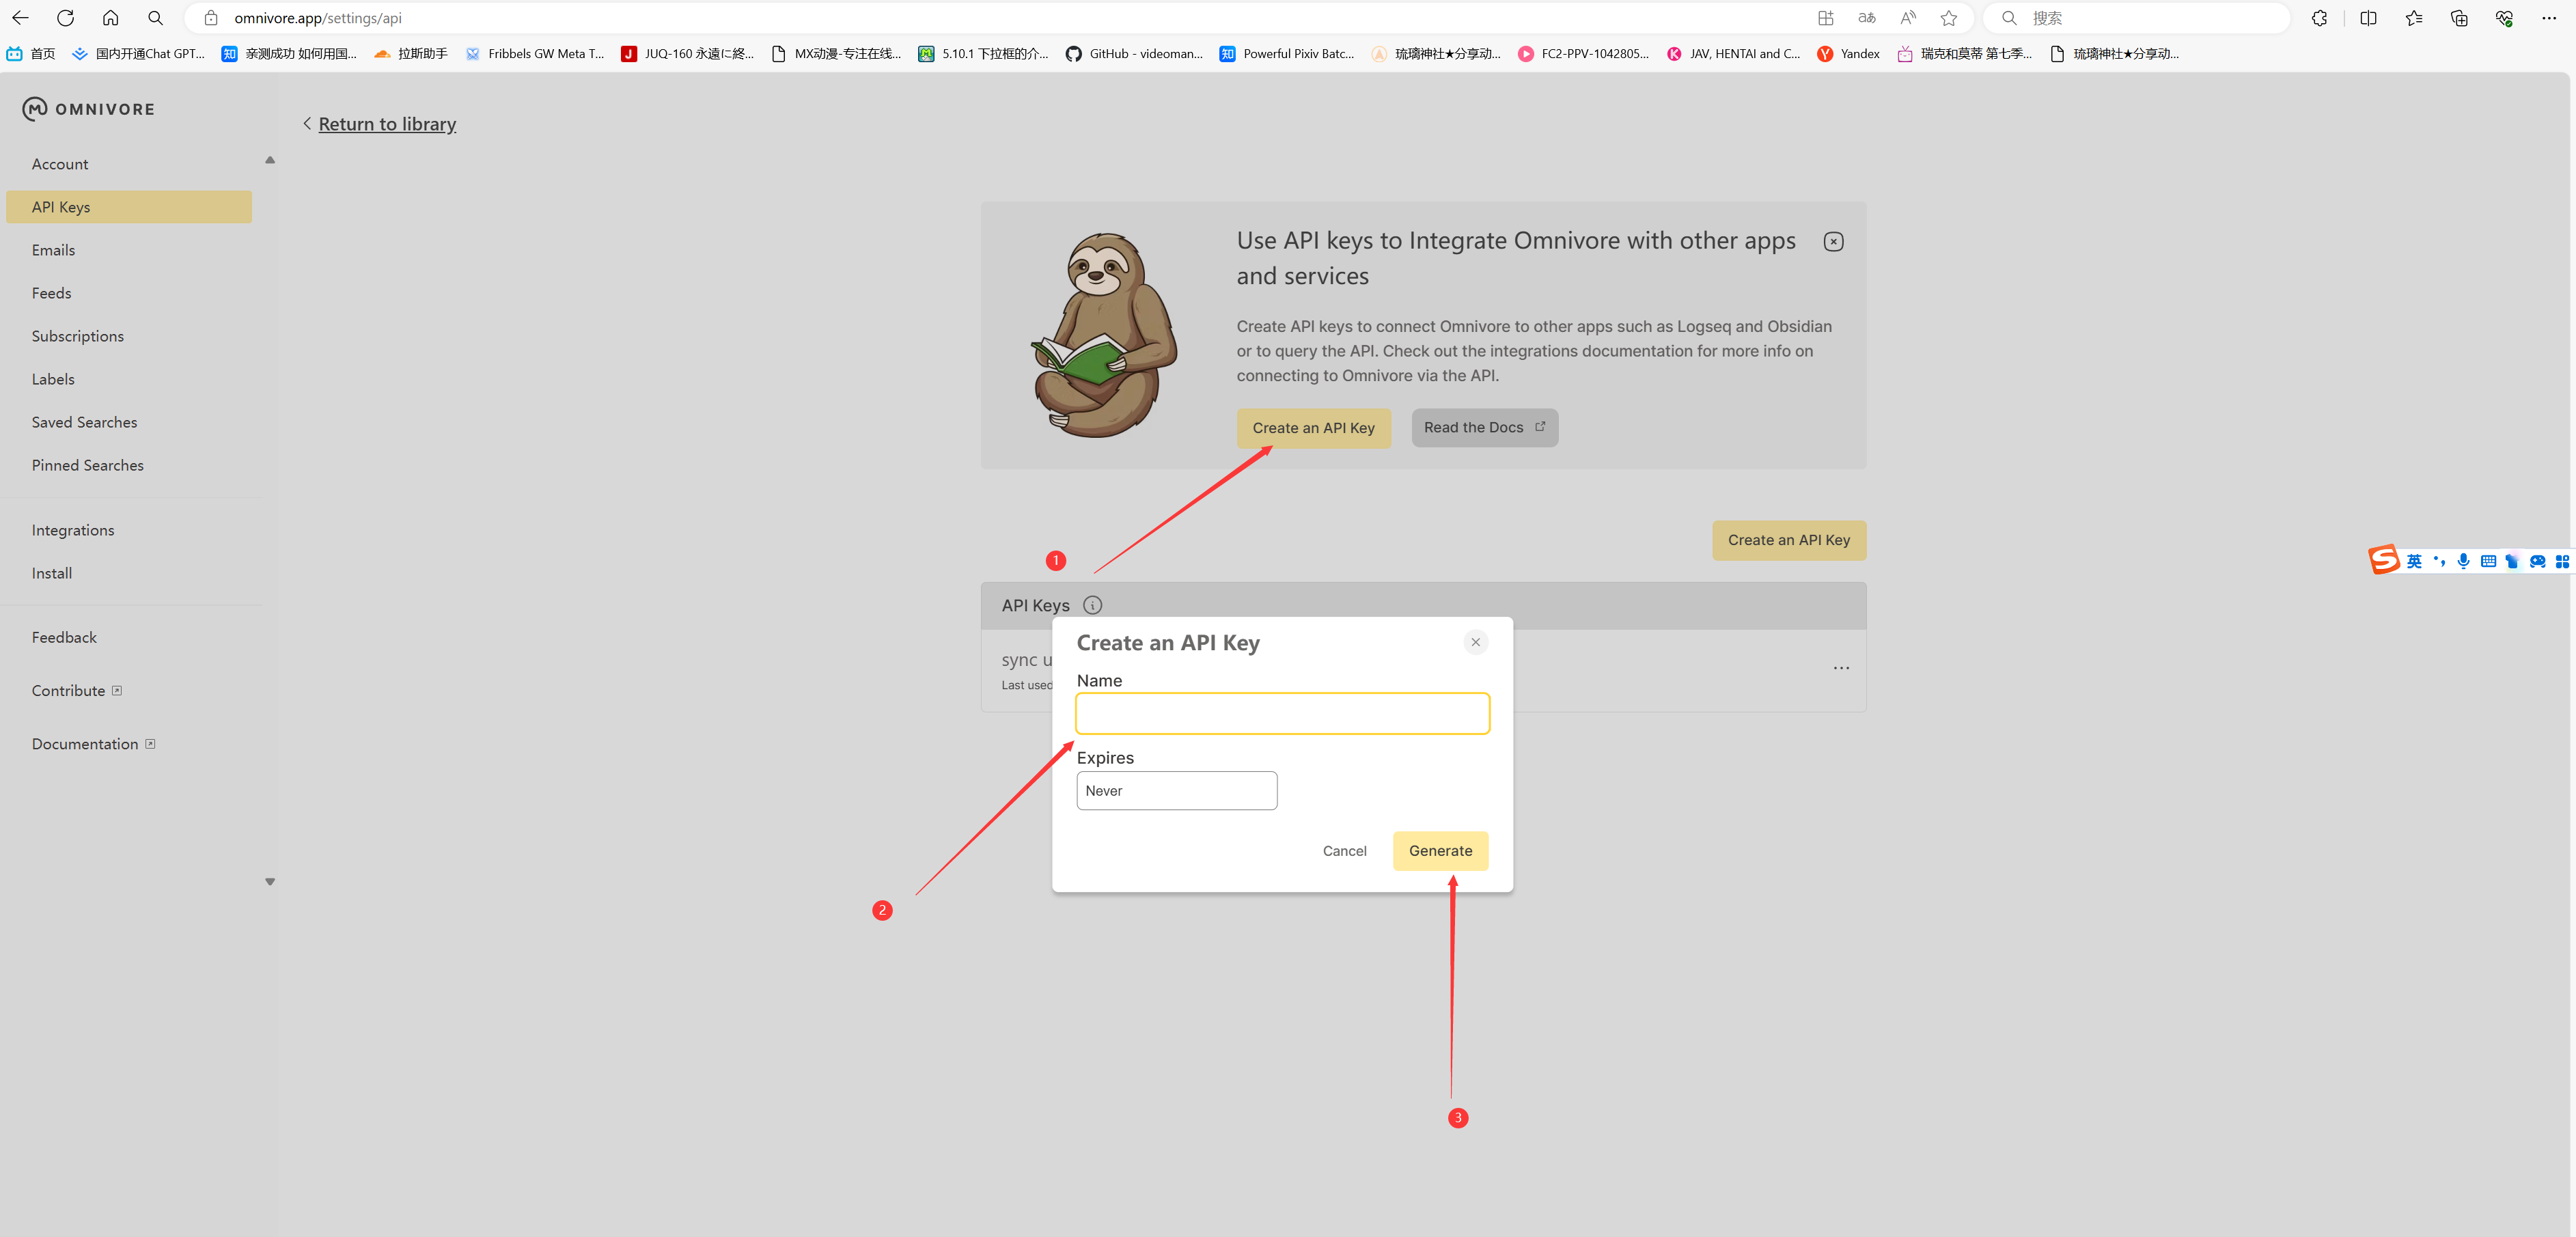 omnivore.app/settings/api
搜索
首页
国内开通Chat GPT...
亲测成功 如何用国...
拉斯助手
Fribbels GW Meta T...
JUQ-160 永遠に終...
MX动漫-专注在线...
5.10.1 下拉框的介...
GitHub - videoman...
Powerful Pixiv Batc...
琉璃神社★分享动...
FC2-PPV-1042805...
JAV, HENTAI and C...
Yandex
瑞克和莫蒂 第七季...
琉璃神社★分享动...
OMNIVORE
Return to library
Account
API Keys
Emails
Feeds
Subscriptions
Labels
Saved Searches
Pinned Searches
Integrations
Install
Feedback
Contribute
Documentation
Use API keys to Integrate Omnivore with other apps
and services
Create API keys to connect Omnivore to other apps such as Logseq and Obsidian
or to query the API. Check out the integrations documentation for more info on
connecting to Omnivore via the API.
Create an API Key
Read the Docs
Create an API Key
英
1
API Keys
sync u
Last used
Create an API Key
Name
Expires
Never
Cancel
Generate
2
3